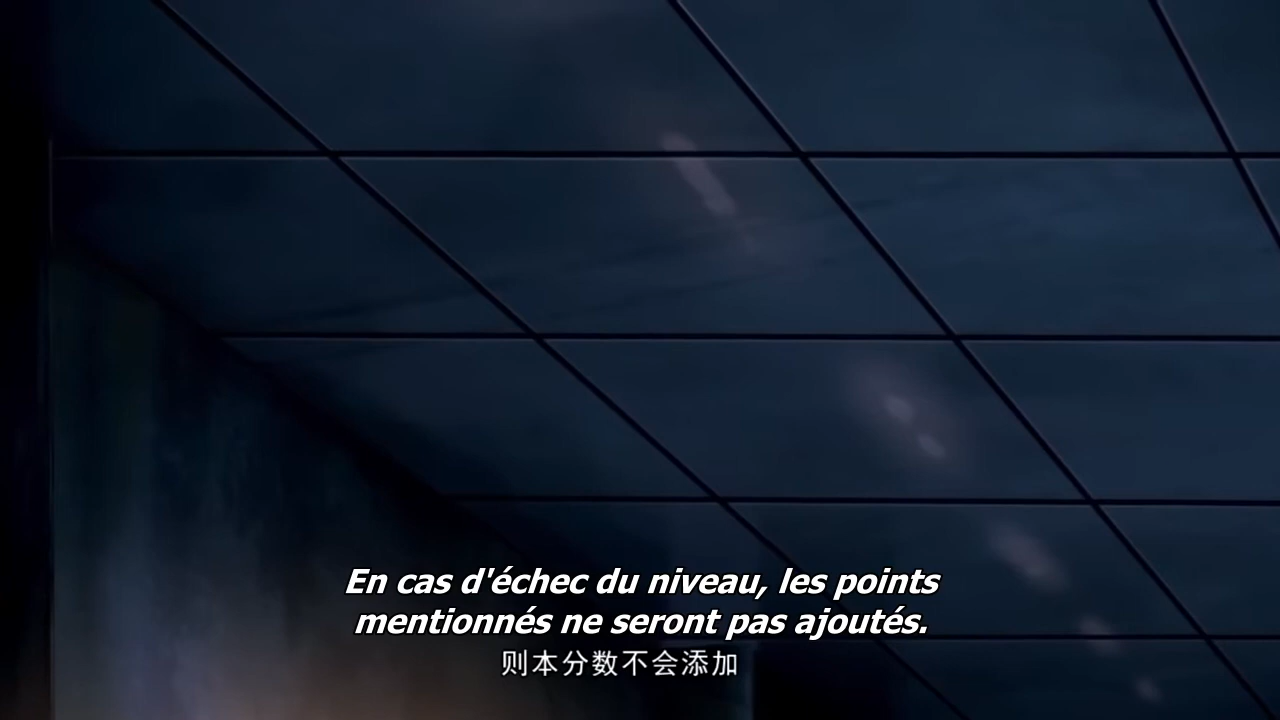 En cas d'échec du niveau, les points
mentionnés ne seront pas ajoutés.
则本分数不会添加